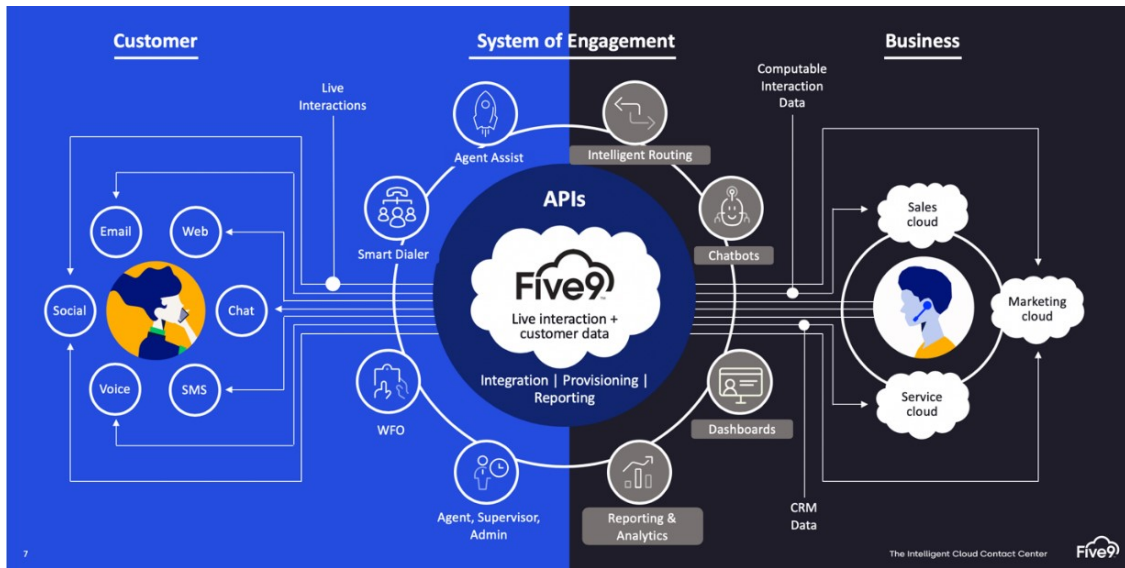 Customer
System of Engagement
Business
Live
Interactions
Computable
Interaction
Data
Agent Assist
Intelligent Routing
Smart Dialer
Chatbots
APIs
Five9
Live interaction +
customer data
Integration | Provisioning |
Reporting
Email
Web
Social
Chat
Voice
SMS
Sales
cloud
Marketing
cloud
Service
cloud
WFO
Dashboards
Agent, Supervisor,
Admin
Reporting &
Analytics
CRM
Data
7
The Intelligent Cloud Contact Center
Five9